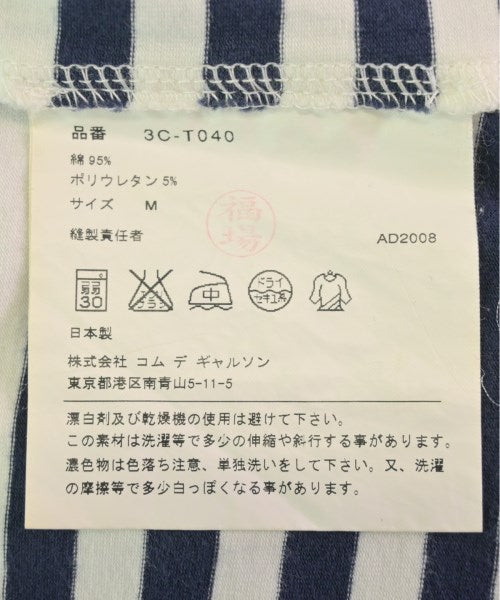 品番 3C-T040
綿 95%
ポリウレタン 5%
サイズ M
福場
縫製責任者 AD2008
弱 30 エンソ サラシ 中 ドライ セキユ系
日本製
株式会社 コム デ ギャルソン
東京都港区南青山5-11-5
漂白剤及び乾燥機の使用は避けて下さい。
この素材は洗濯等で多少の伸縮や斜行する事があります。
濃色物は色落ち注意、単独洗いをして下さい。又、洗濯
の摩擦等で多少白っぽくなる事があります。